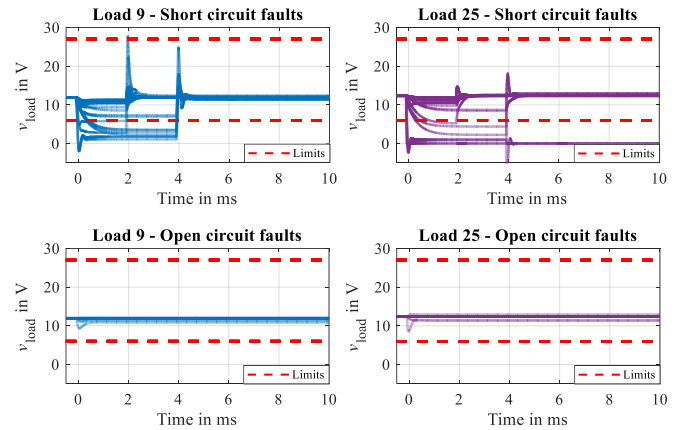 Load 9 - Short circuit faults
30
20
10
0
v_load in V
Limits
0 2 4 6 8 10
Time in ms
Load 25 - Short circuit faults
30
20
10
0
v_load in V
Limits
0 2 4 6 8 10
Time in ms
Load 9 - Open circuit faults
30
20
10
0
v_load in V
Limits
0 2 4 6 8 10
Time in ms
Load 25 - Open circuit faults
30
20
10
0
v_load in V
Limits
0 2 4 6 8 10
Time in ms